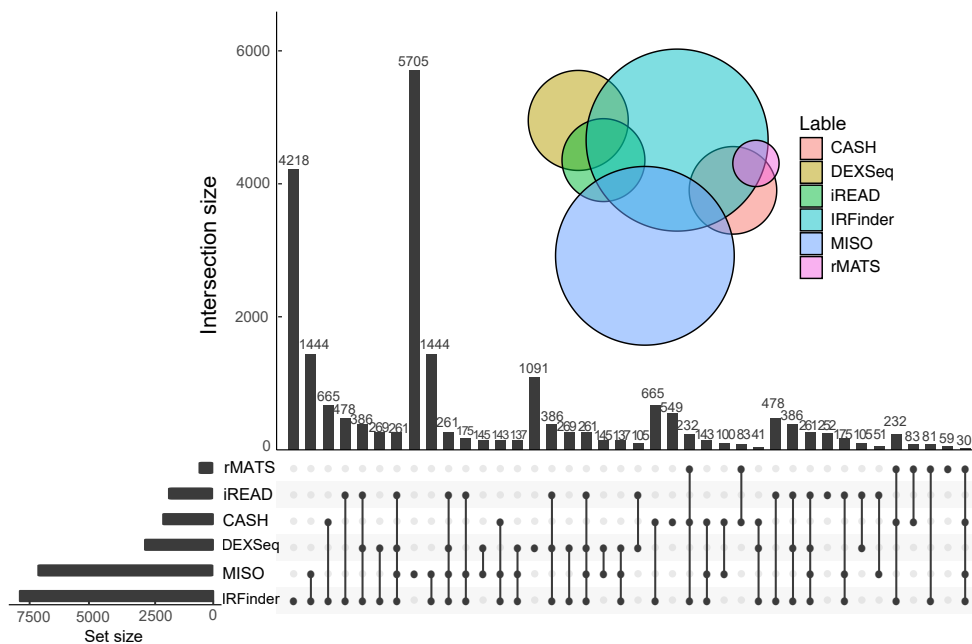 6000
4000
2000
0
Intersection size
4218
1444
665
478
386
269
261
5705
1444
261
175
145
143
137
1091
386
269
261
145
137
105
665
549
232
143
100
83
41
478
386
261
252
175
105
51
232
83
81
59
30
Lable
CASH
DEXSeq
iREAD
IRFinder
MISO
rMATS
rMATS
iREAD
CASH
DEXSeq
MISO
IRFinder
7500 5000 2500 0
Set size